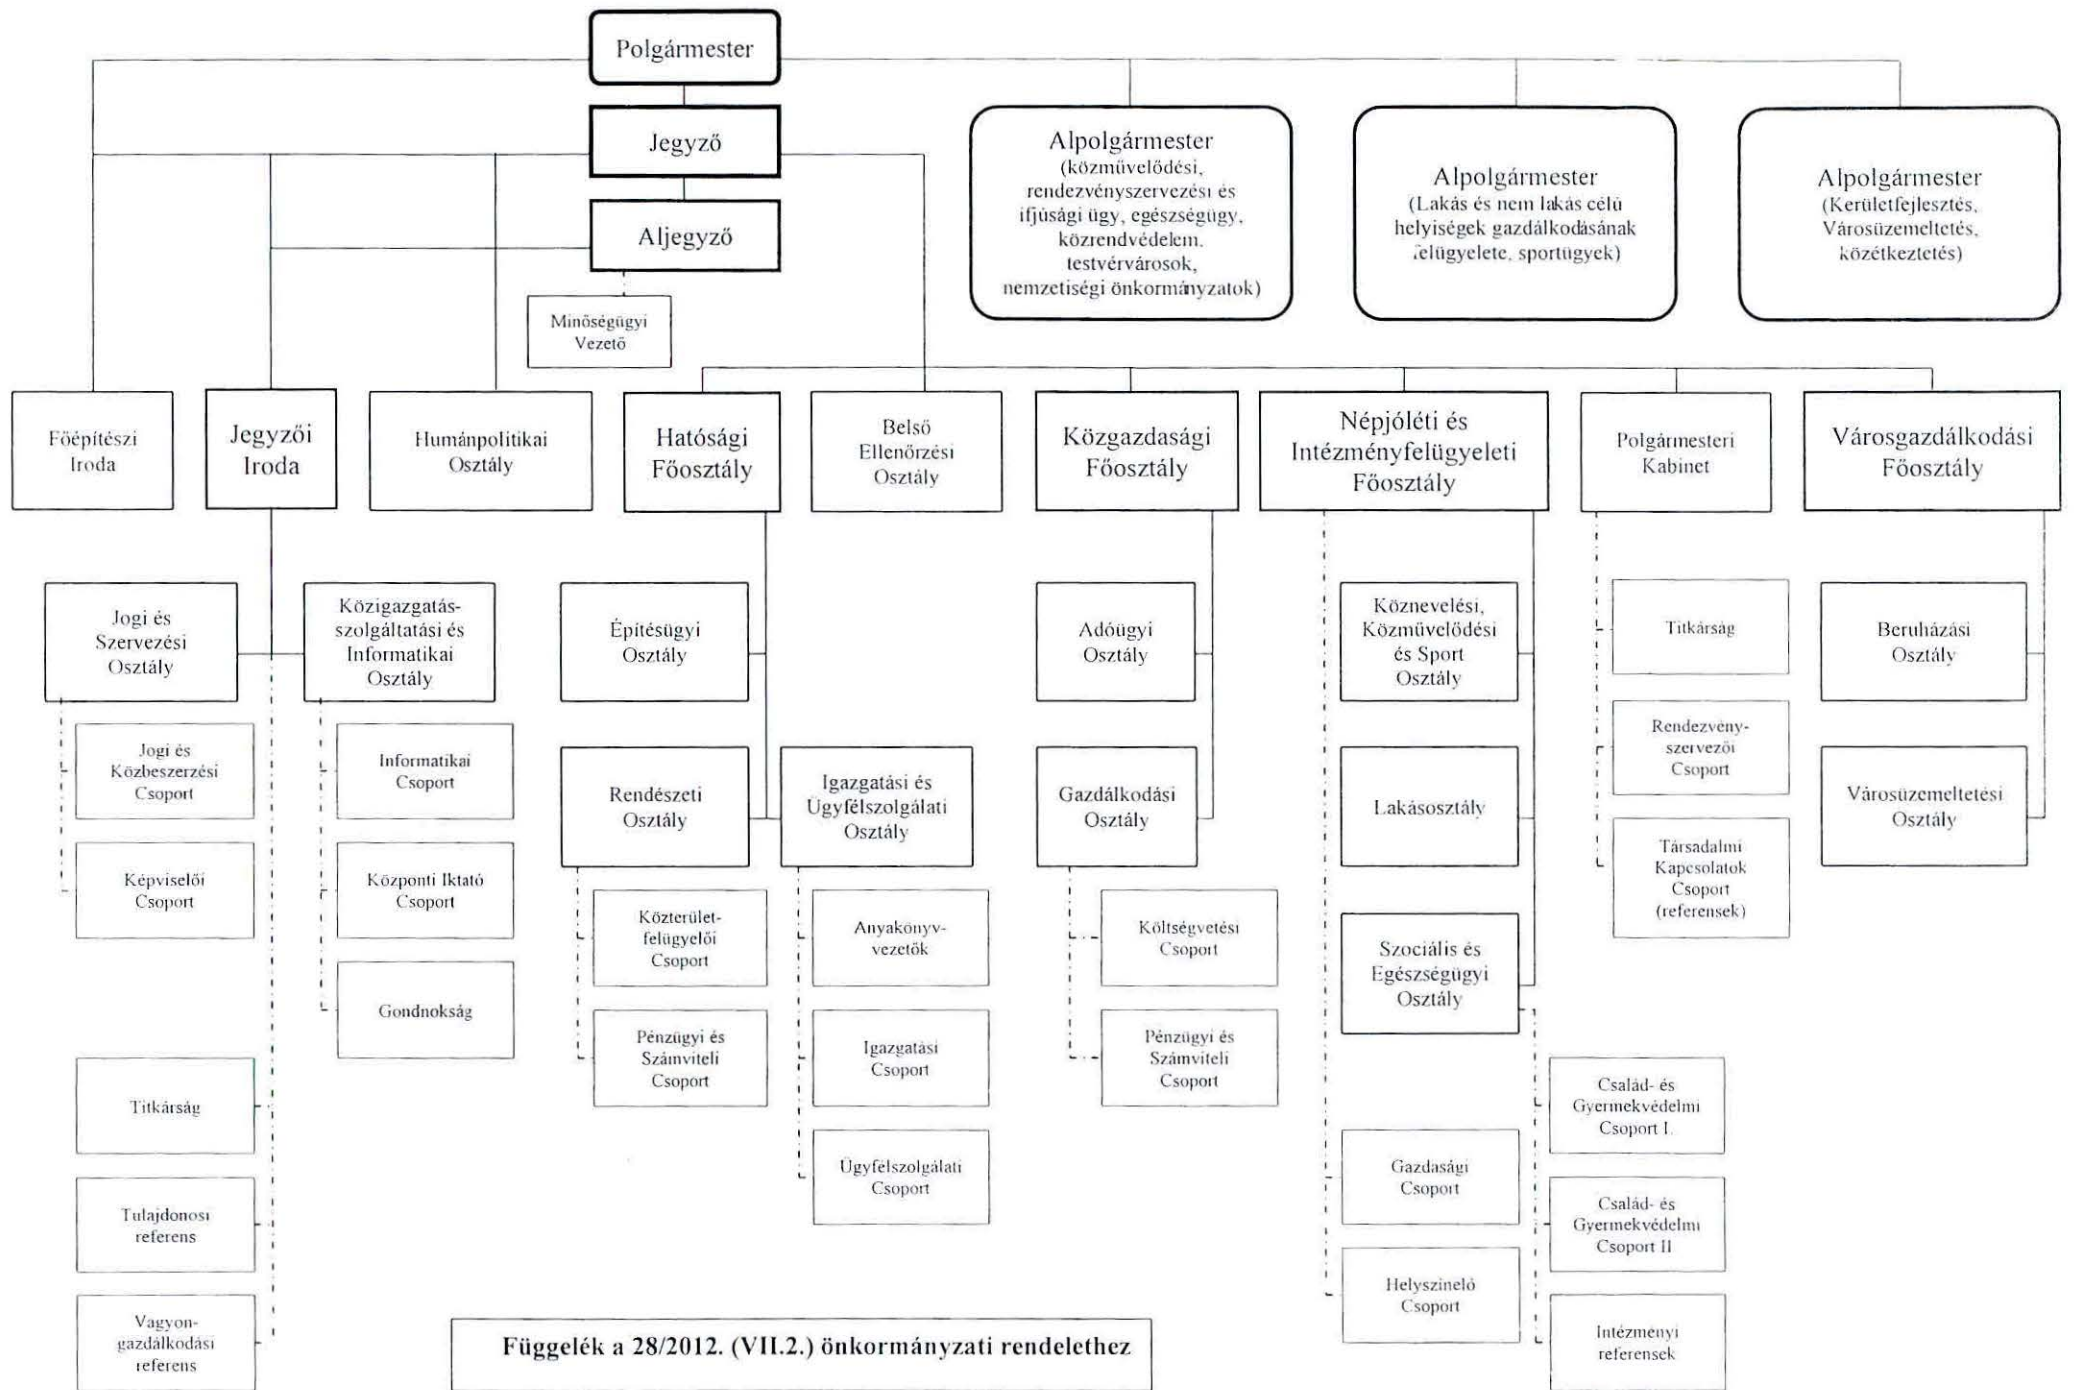 Polgármester
Jegyző
Aljegyző
Minőségügyi
Vezető
Alpolgármester
(közművelődési,
rendezvényszervezési és
ifjúsági ügy, egészségügy,
közrendvédelem,
testvérvárosok,
nemzetiségi önkormányzatok)
Alpolgármester
(Lakás és nem lakás célú
helyiségek gazdálkodásának
felügyelete, sportügyek)
Alpolgármester
(Kerületfejlesztés,
Városüzemeltetés,
közétkeztetés)
Főépítészi
Iroda
Jegyzői
Iroda
Humánpolitikai
Osztály
Hatósági
Főosztály
Belső
Ellenőrzési
Osztály
Közgazdasági
Főosztály
Népjóléti és
Intézményfelügyeleti
Főosztály
Polgármesteri
Kabinet
Városgazdálkodási
Főosztály
Jogi és
Szervezési
Osztály
Jogi és
Közbeszerzési
Csoport
Képviselői
Csoport
Titkárság
Tulajdonosi
referens
Vagyon-
gazdálkodási
referens
Közigazgatás-
szolgáltatási és
Informatikai
Osztály
Informatikai
Csoport
Központi Iktató
Csoport
Gondnokság
Építésügyi
Osztály
Rendészeti
Osztály
Közterület-
felügyelői
Csoport
Pénzügyi és
Számviteli
Csoport
Igazgatási és
Ügyfélszolgálati
Osztály
Anyakönyv-
vezetők
Igazgatási
Csoport
Ügyfélszolgálati
Csoport
Adóügyi
Osztály
Gazdálkodási
Osztály
Költségvetési
Csoport
Pénzügyi és
Számviteli
Csoport
Köznevelési,
Közművelődési
és Sport
Osztály
Lakásosztály
Szociális és
Egészségügyi
Osztály
Gazdasági
Csoport
Helyszínelő
Csoport
Család- és
Gyermekvédelmi
Csoport I.
Család- és
Gyermekvédelmi
Csoport II
Intézményi
referensek
Titkárság
Rendezvény-
szervezői
Csoport
Társadalmi
Kapcsolatok
Csoport
(referensek)
Beruházási
Osztály
Városüzemeltetési
Osztály
Függelék a 28/2012. (VII.2.) önkormányzati rendelethez